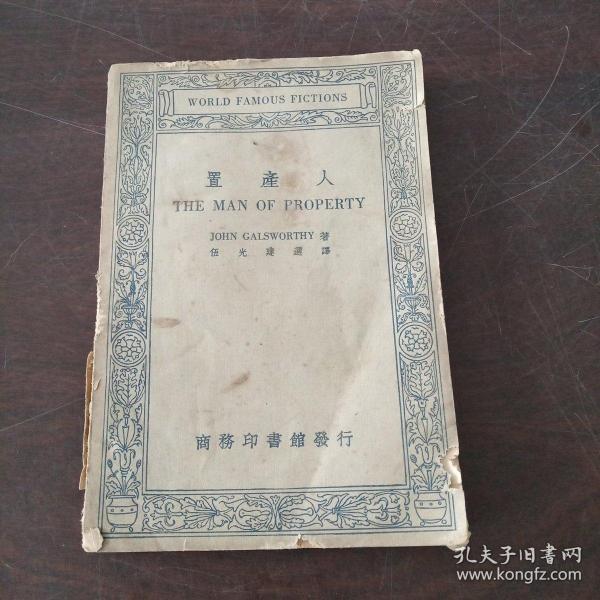 WORLD FAMOUS FICTIONS
置產人
THE MAN OF PROPERTY
JOHN GALSWORTHY 著
伍光建選譯
商務印書館發行
孔夫子旧书网
www.kongfz.com